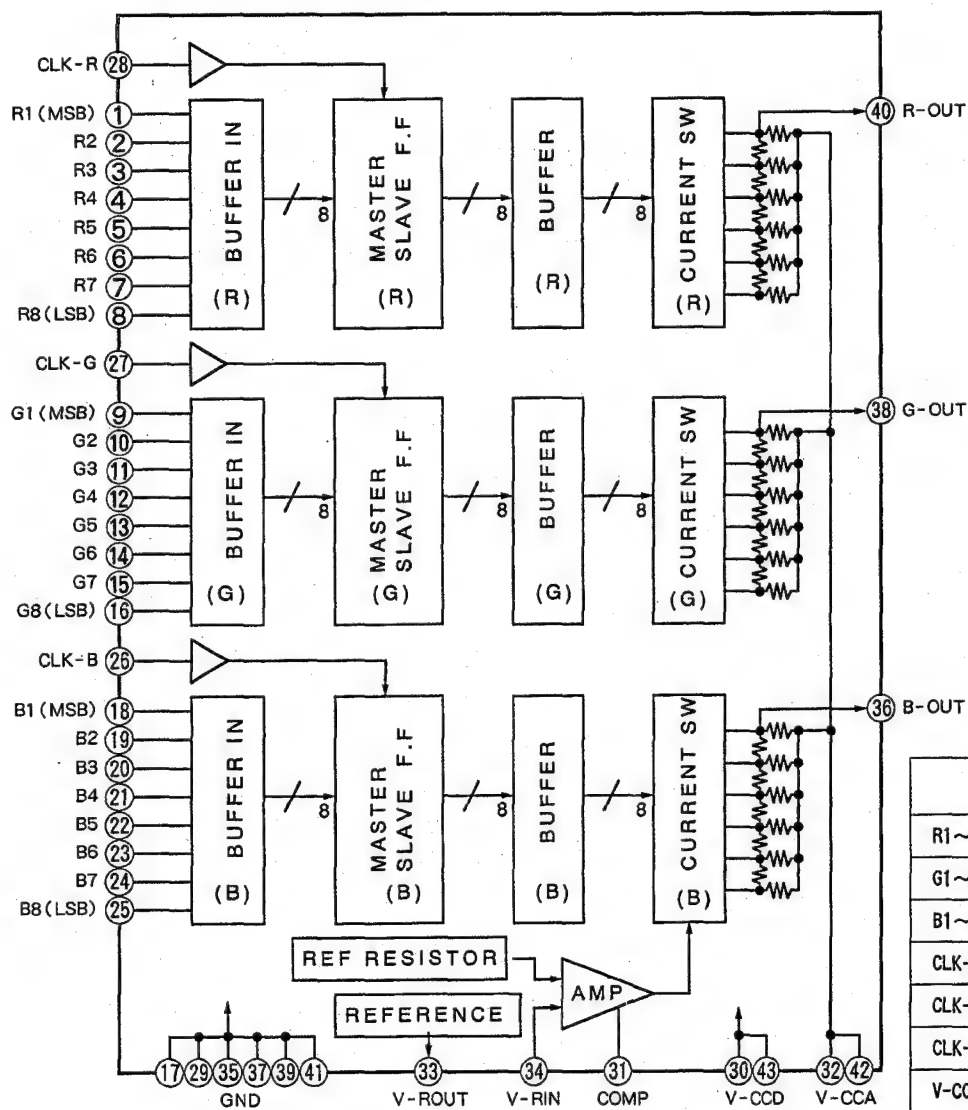 CLK-R 28
R1(MSB) 1
R2 2
R3 3
R4 4
R5 5
R6 6
R7 7
R8(LSB) 8
BUFFER IN
(R)
MASTER
SLAVE F.F
(R)
BUFFER
(R)
CURRENT SW
(R)
8
8
8
40 R-OUT
CLK-G 27
G1(MSB) 9
G2 10
G3 11
G4 12
G5 13
G6 14
G7 15
G8(LSB) 16
BUFFER IN
(G)
MASTER
SLAVE F.F
(G)
BUFFER
(G)
CURRENT SW
(G)
8
8
8
38 G-OUT
CLK-B 26
B1(MSB) 18
B2 19
B3 20
B4 21
B5 22
B6 23
B7 24
B8(LSB) 25
BUFFER IN
(B)
MASTER
SLAVE F.F
(B)
BUFFER
(B)
CURRENT SW
(B)
8
8
8
36 B-OUT
REF RESISTOR
REFERENCE
AMP
17 29 35 37 39 41
GND
33
V-ROUT
34
V-RIN
31
COMP
30 43
V-CCD
32 42
V-CCA
R1~
G1~
B1~
CLK-
CLK-
CLK-
V-CC